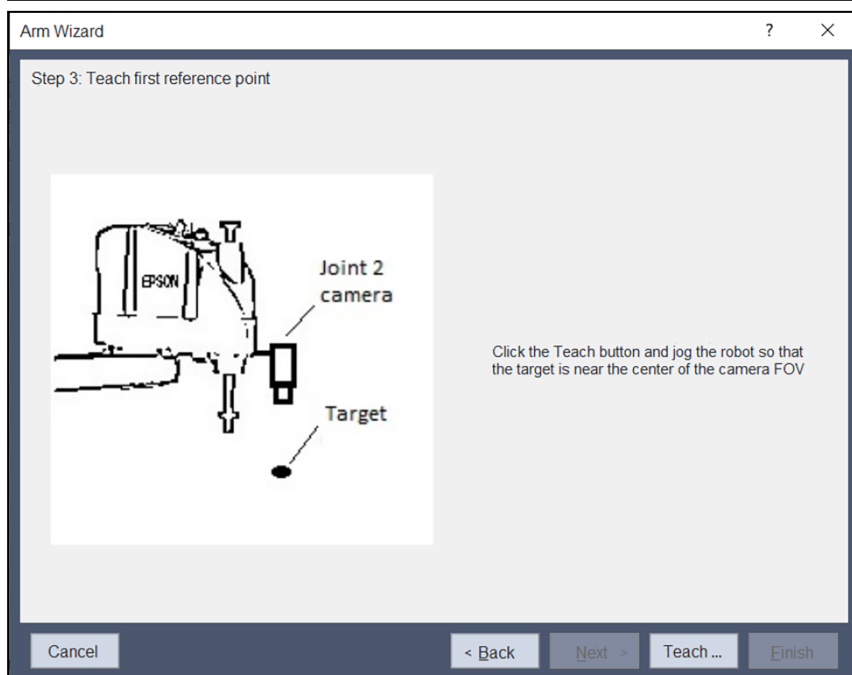 Arm Wizard ?
Step 3: Teach first reference point
EPSON
Joint 2
camera
Target
Click the Teach button and jog the robot so that
the target is near the center of the camera FOV
Cancel < Back Next > Teach ... Finish